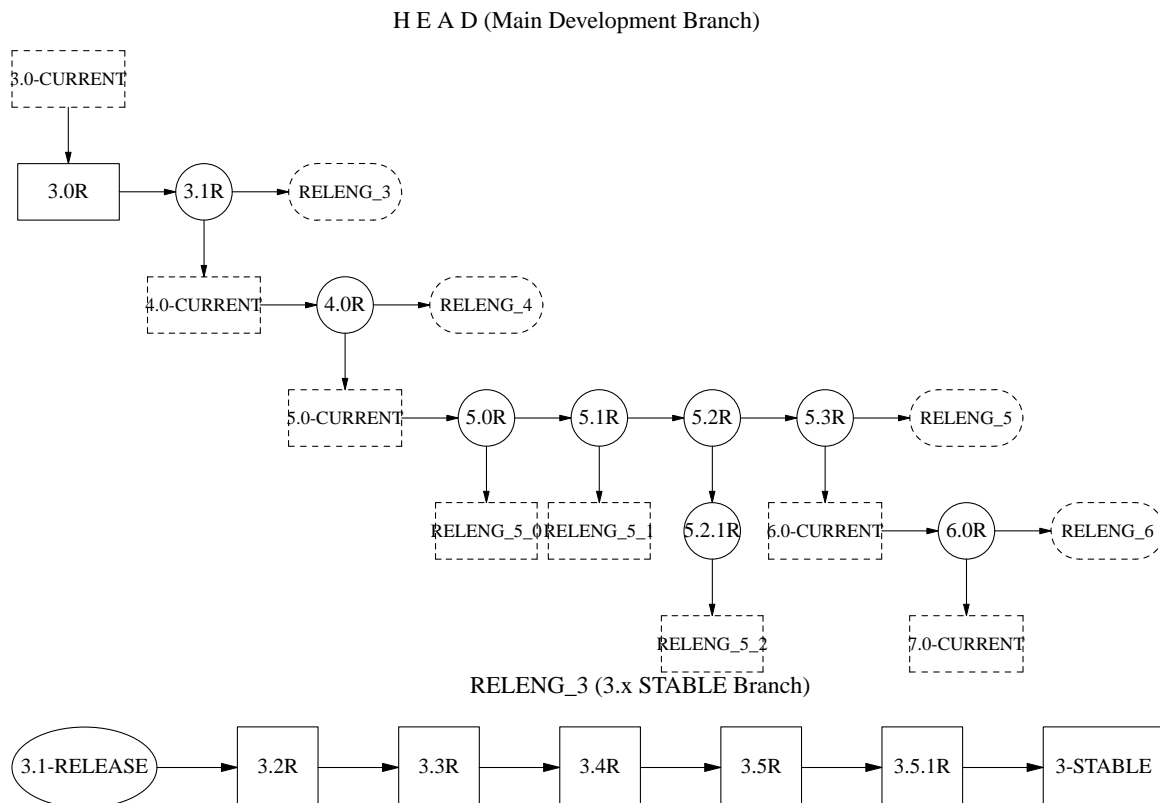 H E A D (Main Development Branch)
3.0-CURRENT
3.0R
3.1R
RELENG_3
4.0-CURRENT
4.0R
RELENG_4
5.0-CURRENT
5.0R
5.1R
5.2R
5.3R
RELENG_5
RELENG_5_0
RELENG_5_1
5.2.1R
6.0-CURRENT
6.0R
RELENG_6
RELENG_5_2
7.0-CURRENT
RELENG_3 (3.x STABLE Branch)
3.1-RELEASE
3.2R
3.3R
3.4R
3.5R
3.5.1R
3-STABLE